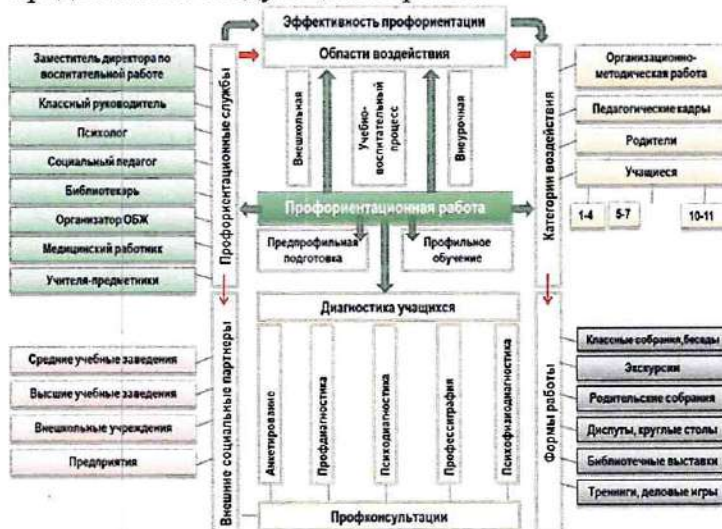 Эффективность профориентации
Области воздействия
Внешкольная
Учебно-
воспитательный
процесс
Внеурочная
Заместитель директора по
воспитательной работе
Классный руководитель
Психолог
Социальный педагог
Библиотекарь
Организатор ОБЖ
Медицинский работник
Учителя-предметники
Профориентационные службы
Профориентационная работа
Предпрофильная
подготовка
Профильное
обучение
Категории воздействия
Организационно-
методическая работа
Педагогические кадры
Родители
Учащиеся
1-4
5-7
10-11
Диагностика учащихся
Анкетирование
Профдиагностика
Психодиагностика
Профессиграфия
Психофизиодиагностика
Профконсультации
Внешние социальные партнеры
Средние учебные заведения
Высшие учебные заведения
Внешкольные учреждения
Предприятия
Формы работы
Классные собрания, беседы
Экскурсии
Родительские собрания
Диспуты, круглые столы
Библиотечные выставки
Тренинги, деловые игры